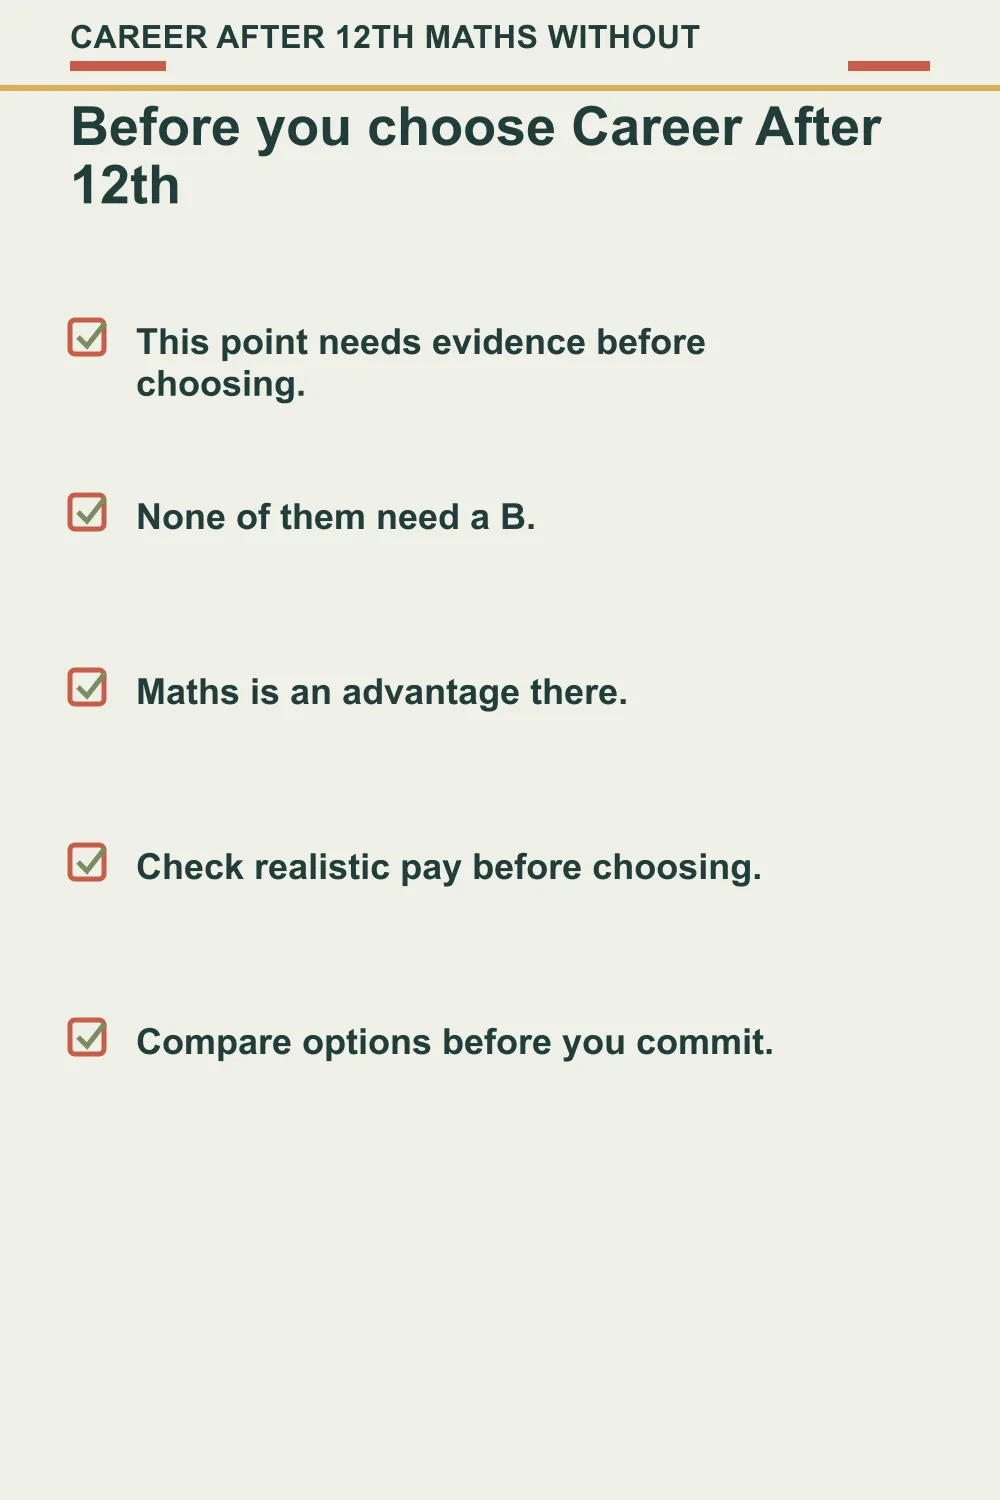 CAREER AFTER 12TH MATHS WITHOUT
Before you choose Career After
12th
This point needs evidence before
choosing.
None of them need a B.
Maths is an advantage there.
Check realistic pay before choosing.
Compare options before you commit.